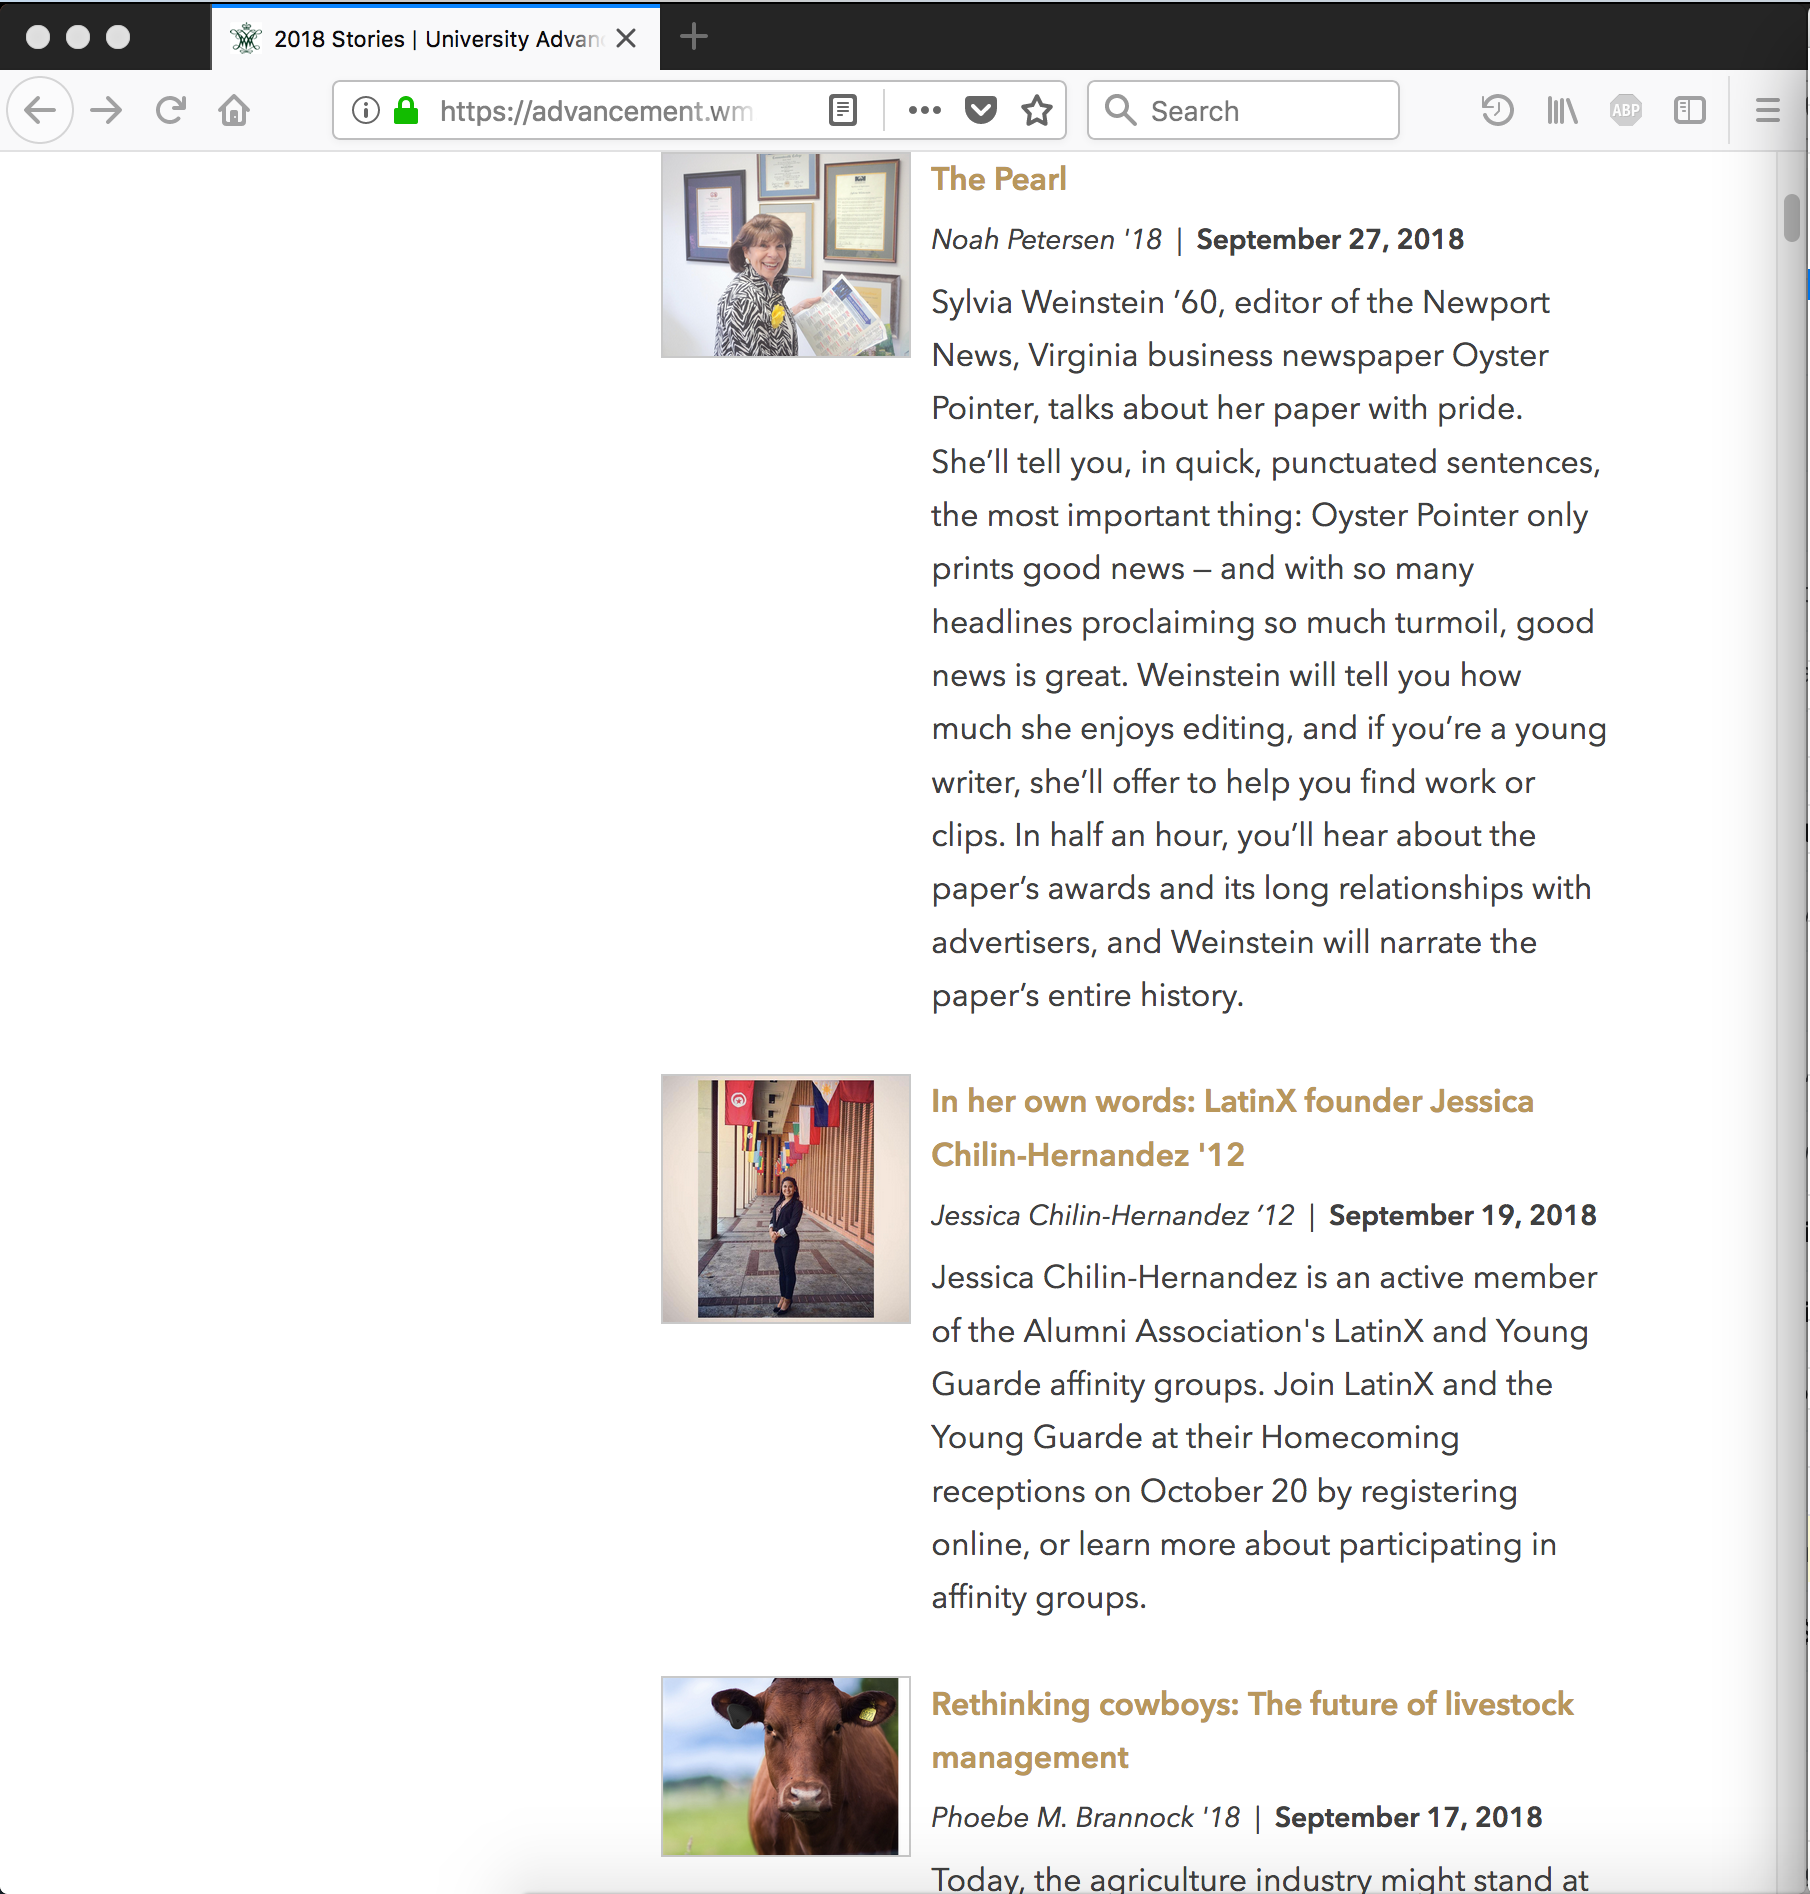 2018 Stories | University Advan
https://advancement.wm
Search
ABP
The Pearl
Noah Petersen '18 | September 27, 2018
Sylvia Weinstein ’60, editor of the Newport
News, Virginia business newspaper Oyster
Pointer, talks about her paper with pride.
She’ll tell you, in quick, punctuated sentences,
the most important thing: Oyster Pointer only
prints good news – and with so many
headlines proclaiming so much turmoil, good
news is great. Weinstein will tell you how
much she enjoys editing, and if you’re a young
writer, she’ll offer to help you find work or
clips. In half an hour, you’ll hear about the
paper’s awards and its long relationships with
advertisers, and Weinstein will narrate the
paper’s entire history.
In her own words: LatinX founder Jessica
Chilin-Hernandez '12
Jessica Chilin-Hernandez ’12 | September 19, 2018
Jessica Chilin-Hernandez is an active member
of the Alumni Association's LatinX and Young
Guarde affinity groups. Join LatinX and the
Young Guarde at their Homecoming
receptions on October 20 by registering
online, or learn more about participating in
affinity groups.
Rethinking cowboys: The future of livestock
management
Phoebe M. Brannock '18 | September 17, 2018
Today, the agriculture industry might stand at